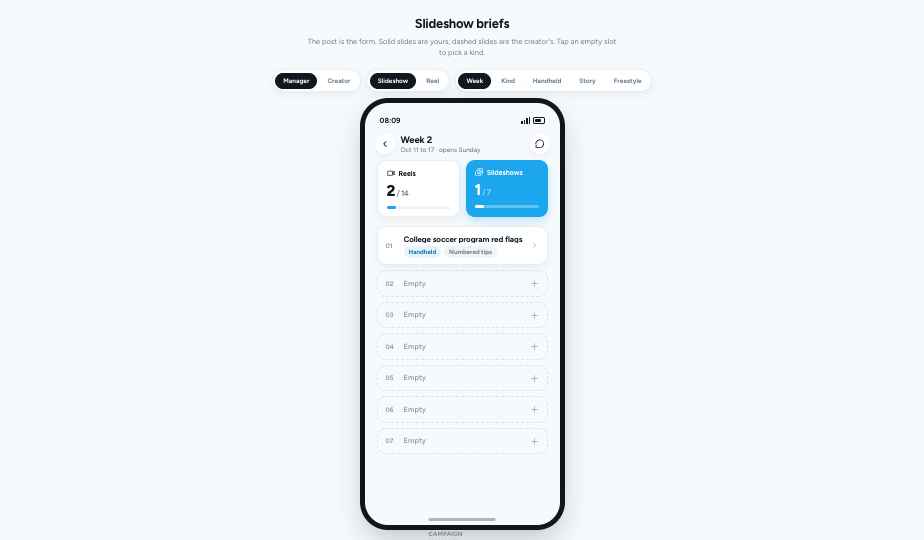 Slideshow briefs
The post is the form. Solid slides are yours, dashed slides are the creator's. Tap an empty slot
to pick a kind.
Manager Creator Slideshow Reel Week Kind Handheld Story Freestyle
08:09
Week 2
Oct 11 to 17 · opens Sunday
Reels
2 / 14
Slideshows
1 / 7
01 College soccer program red flags
Handheld Numbered tips
02 Empty
03 Empty
04 Empty
05 Empty
06 Empty
07 Empty
CAMPAIGN